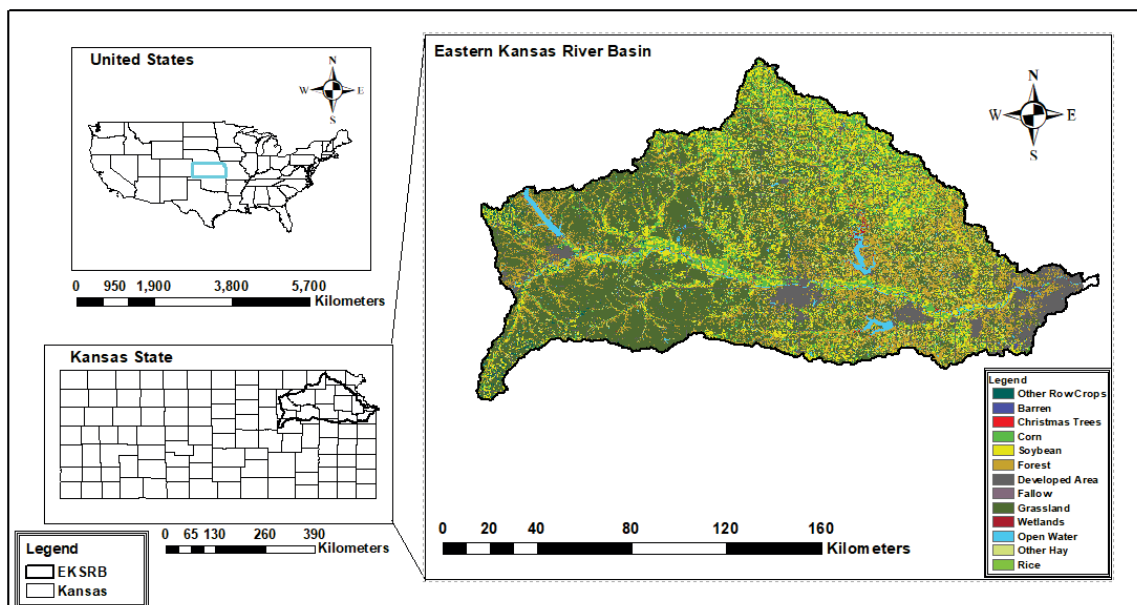 United States
N
W E
S
0 950 1,900 3,800 5,700
Kilometers
Kansas State
0 65 130 260 390
Kilometers
Legend
EKSRB
Kansas
Eastern Kansas River Basin
N
W E
S
0 20 40 80 120 160
Kilometers
Legend
Other Row Crops
Barren
Christmas Trees
Corn
Soybean
Forest
Developed Area
Fallow
Grassland
Wetlands
Open Water
Other Hay
Rice